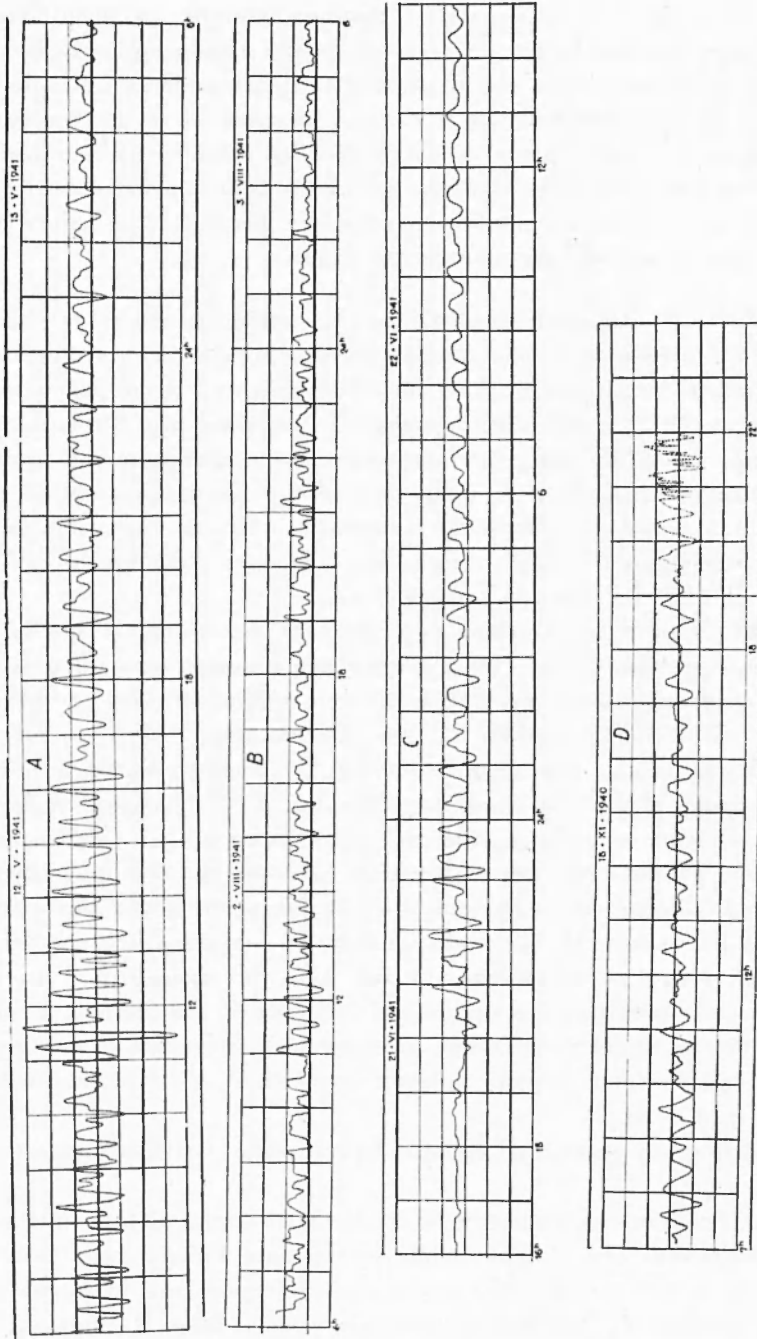 12 • V • 1941 13 • V • 1941
A
12 18 24h 6h
2 • VIII • 1941 3 • VIII • 1941
B
6h 12 18 24h 6
21 • VI • 1941 22 • VI • 1941
C
16h 18 24h 6 12h
18 • XI • 1940
D
7h 12h 18 22h